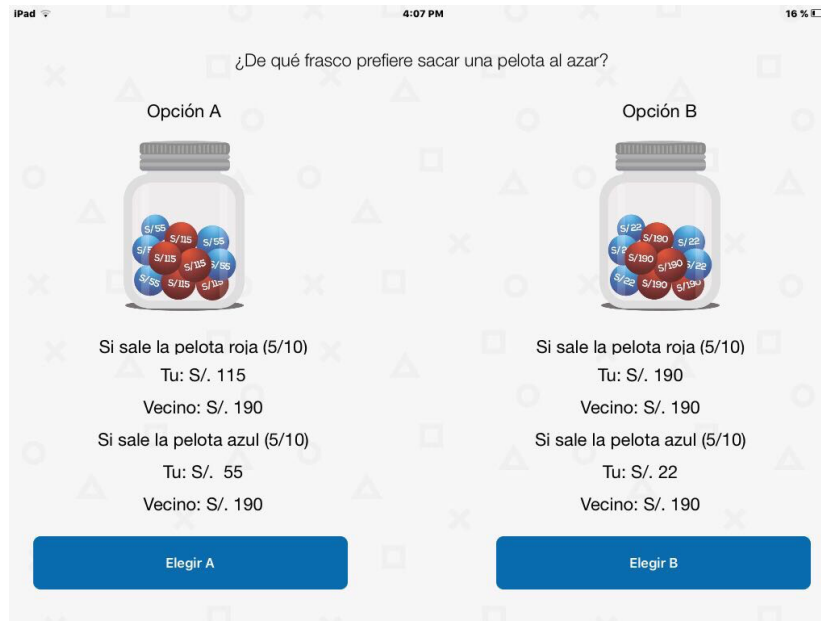 iPad 4:07 PM 16 %
¿De qué frasco prefiere sacar una pelota al azar?
Opción A
S/55
S/115
S/55
S/115
S/115
S/55
S/55
S/115
S/115
Si sale la pelota roja (5/10)
Tu: S/. 115
Vecino: S/. 190
Si sale la pelota azul (5/10)
Tu: S/. 55
Vecino: S/. 190
Elegir A
Opción B
S/22
S/190
S/22
S/190
S/190
S/22
S/22
S/190
S/190
Si sale la pelota roja (5/10)
Tu: S/. 190
Vecino: S/. 190
Si sale la pelota azul (5/10)
Tu: S/. 22
Vecino: S/. 190
Elegir B